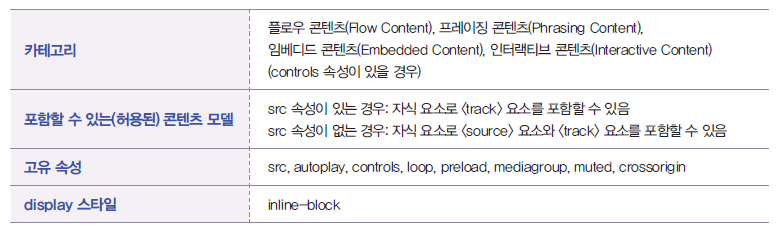 카테고리
플로우 콘텐츠(Flow Content), 프레이징 콘텐츠(Phrasing Content),
임베디드 콘텐츠(Embedded Content), 인터랙티브 콘텐츠(Interactive Content)
(controls 속성이 있을 경우)
포함할 수 있는(허용된) 콘텐츠 모델
src 속성이 있는 경우: 자식 요소로 〈track〉 요소를 포함할 수 있음
src 속성이 없는 경우: 자식 요소로 〈source〉 요소와 〈track〉 요소를 포함할 수 있음
고유 속성
src, autoplay, controls, loop, preload, mediagroup, muted, crossorigin
display 스타일
inline-block